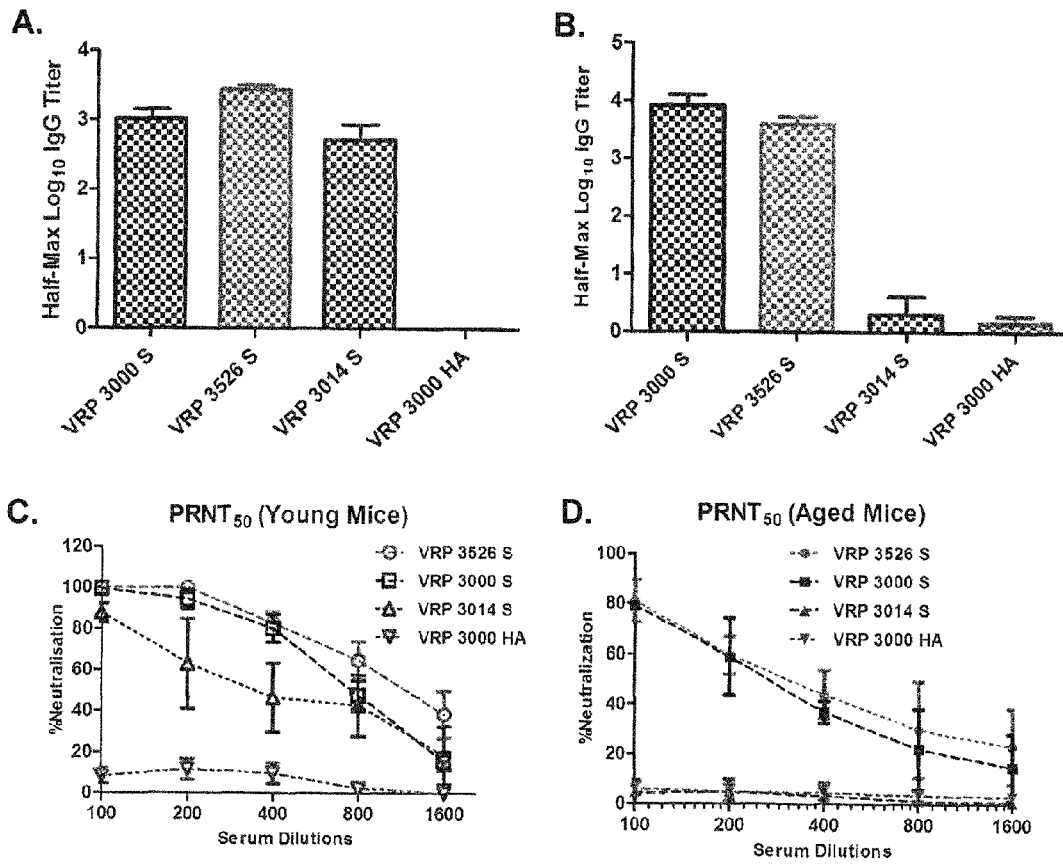 A.
Half-Max Log10 IgG Titer
4
3
2
1
0
VRP 3000 S
VRP 3526 S
VRP 3014 S
VRP 3000 HA
B.
Half-Max Log10 IgG Titer
5
4
3
2
1
0
VRP 3000 S
VRP 3526 S
VRP 3014 S
VRP 3000 HA
C.
PRNT50 (Young Mice)
%Neutralisation
120
100
80
60
40
20
0
100
200
400
800
1600
Serum Dilutions
VRP 3526 S
VRP 3000 S
VRP 3014 S
VRP 3000 HA
D.
PRNT50 (Aged Mice)
%Neutralization
100
80
60
40
20
0
100
200
400
800
1600
Serum Dilutions
VRP 3526 S
VRP 3000 S
VRP 3014 S
VRP 3000 HA